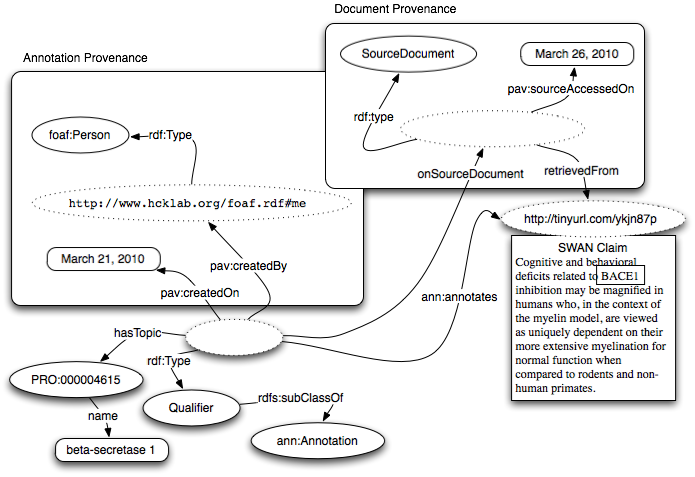 Document Provenance
Annotation Provenance
SourceDocument
March 26, 2010
pav:sourceAccessedOn
rdf:type
foaf:Person
rdf:Type
onSourceDocument
retrievedFrom
http://www.hcklab.org/foaf.rdf#me
http://tinyurl.com/ykjn87p
March 21, 2010
pav:createdBy
pav:createdOn
ann:annotates
SWAN Claim
Cognitive and behavioral
deficits related to BACE1
inhibition may be magnified in
humans who, in the context of
the myelin model, are viewed
as uniquely dependent on their
more extensive myelination for
normal function when
compared to rodents and non-
human primates.
hasTopic
rdf:Type
PRO:000004615
Qualifier
rdfs:subClassOf
name
ann:Annotation
beta-secretase 1